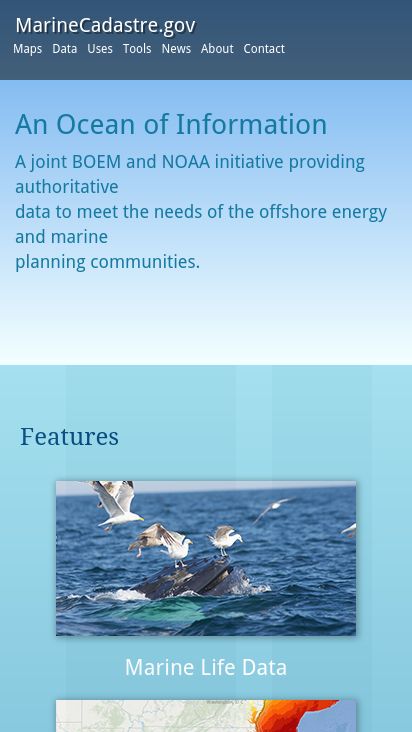 MarineCadastre.gov
Maps Data Uses Tools News About Contact
An Ocean of Information
A joint BOEM and NOAA initiative providing
authoritative
data to meet the needs of the offshore energy
and marine
planning communities.
Features
Marine Life Data